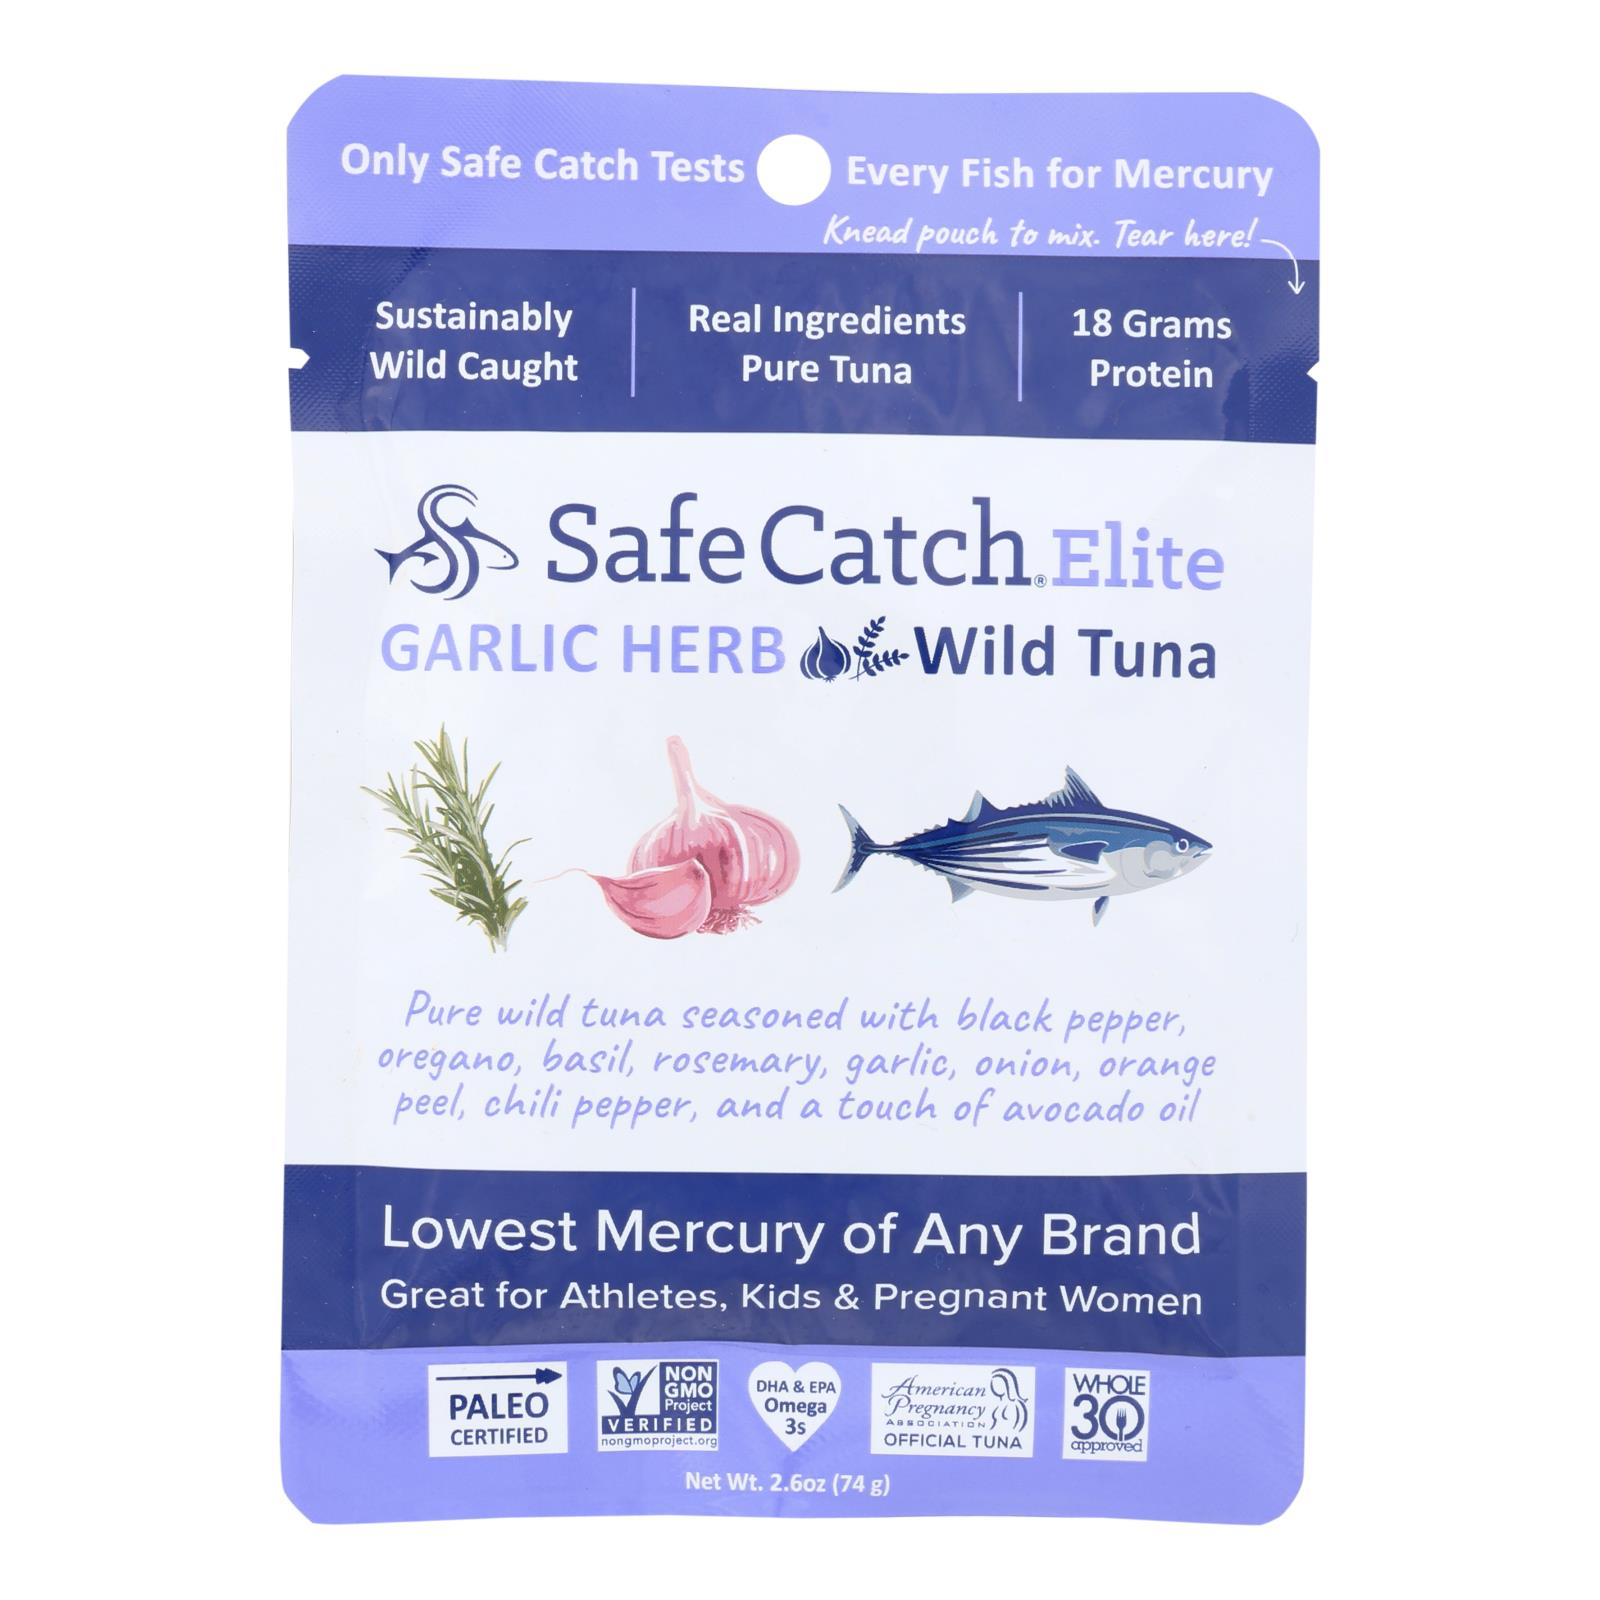 Only Safe Catch Tests Every Fish for Mercury
Knead pouch to mix. Tear here!
Sustainably
Wild Caught
Real Ingredients
Pure Tuna
18 Grams
Protein
Safe Catch® Elite
GARLIC HERB Wild Tuna
Pure wild tuna seasoned with black pepper,
oregano, basil, rosemary, garlic, onion, orange
peel, chili pepper, and a touch of avocado oil
Lowest Mercury of Any Brand
Great for Athletes, Kids & Pregnant Women
PALEO
CERTIFIED
NON
GMO
Project
VERIFIED
nongmoproject.org
DHA & EPA
Omega
3s
American
Pregnancy
ASSOCIATION
OFFICIAL TUNA
WHOLE
30
approved
Net Wt. 2.6oz (74 g)